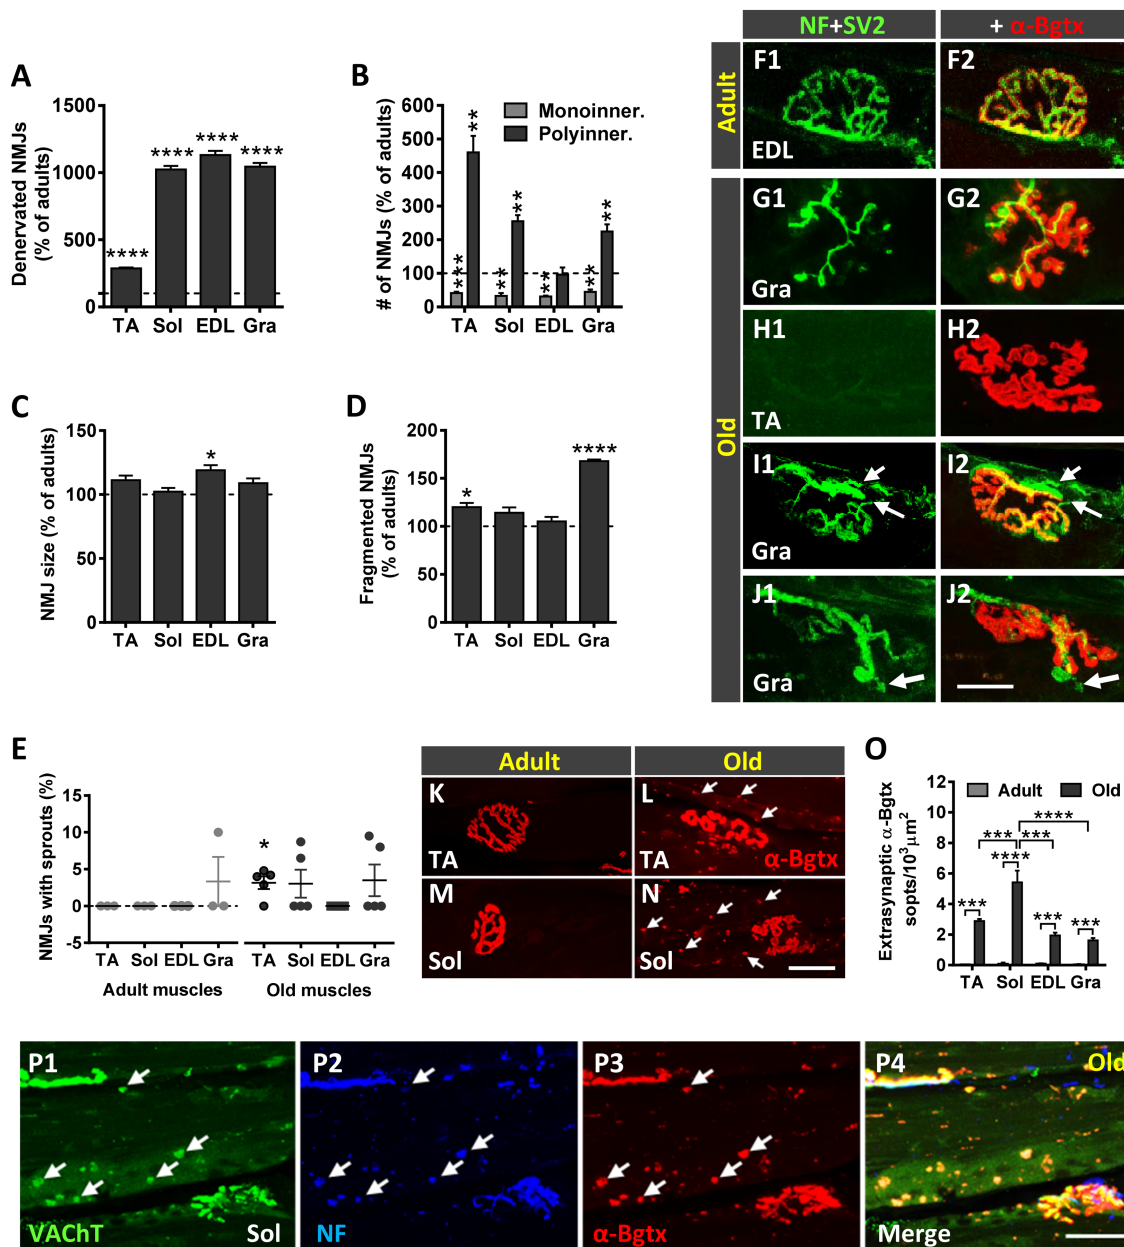 A
Denervated NMJs
(% of adults)
1500
1000
500
0
****
****
****
****
TA Sol EDL Gra
B
# of NMJs (% of adults)
600
500
400
300
200
100
0
Monoinner.
Polyinner.
***
**
**
**
**
**
**
TA Sol EDL Gra
C
NMJ size (% of adults)
150
100
50
0
*
TA Sol EDL Gra
D
Fragmented NMJs
(% of adults)
200
150
100
50
0
*
****
TA Sol EDL Gra
NF+SV2
+ α-Bgtx
Adult
F1
EDL
F2
Old
G1
Gra
G2
H1
TA
H2
I1
Gra
I2
J1
Gra
J2
E
NMJs with sprouts (%)
15
10
5
0
-5
*
TA Sol EDL Gra
TA Sol EDL Gra
Adult muscles
Old muscles
Adult
Old
K
TA
L
TA
α-Bgtx
M
Sol
N
Sol
O
Extrasynaptic α-Bgtx
sopts/10³µm²
12
10
8
6
4
2
0
Adult
Old
****
*** ***
****
***
***
***
TA Sol EDL Gra
P1
VAChT
Sol
P2
NF
P3
α-Bgtx
P4
Old
Merge